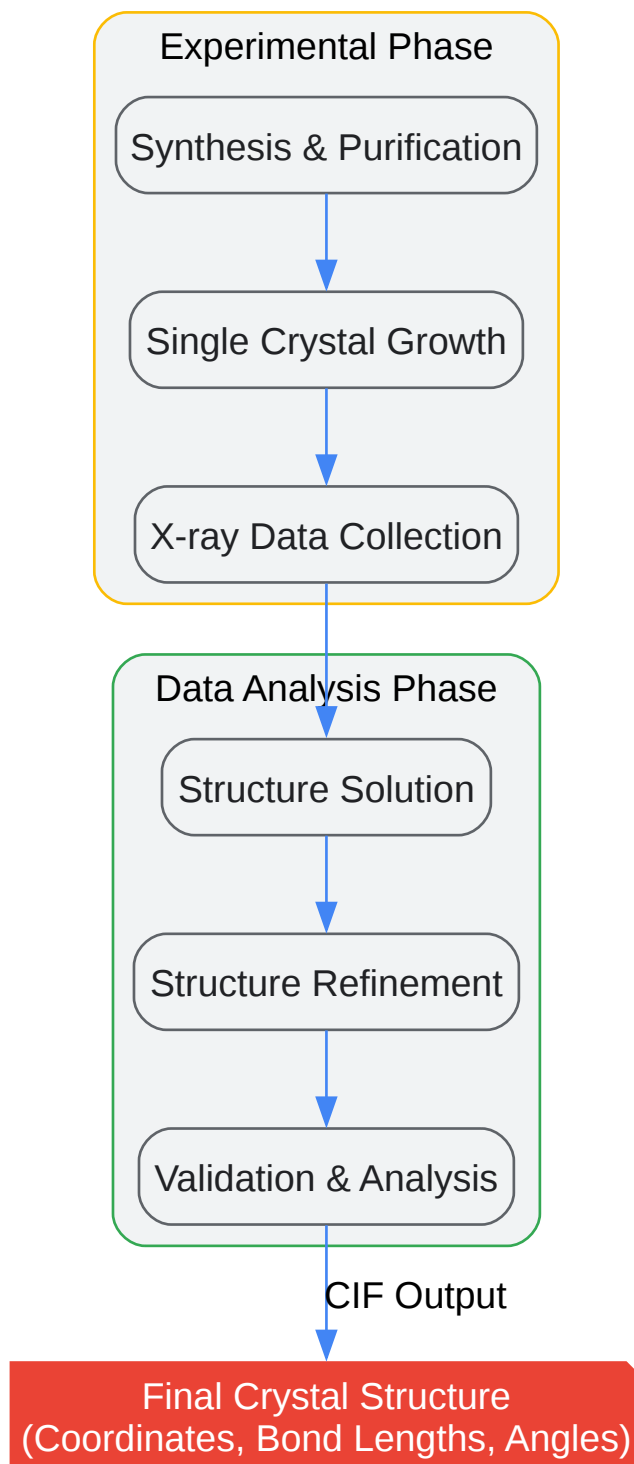 Experimental Phase
Synthesis & Purification
Single Crystal Growth
X-ray Data Collection
Data Analysis Phase
Structure Solution
Structure Refinement
Validation & Analysis
CIF Output
Final Crystal Structure
(Coordinates, Bond Lengths, Angles)